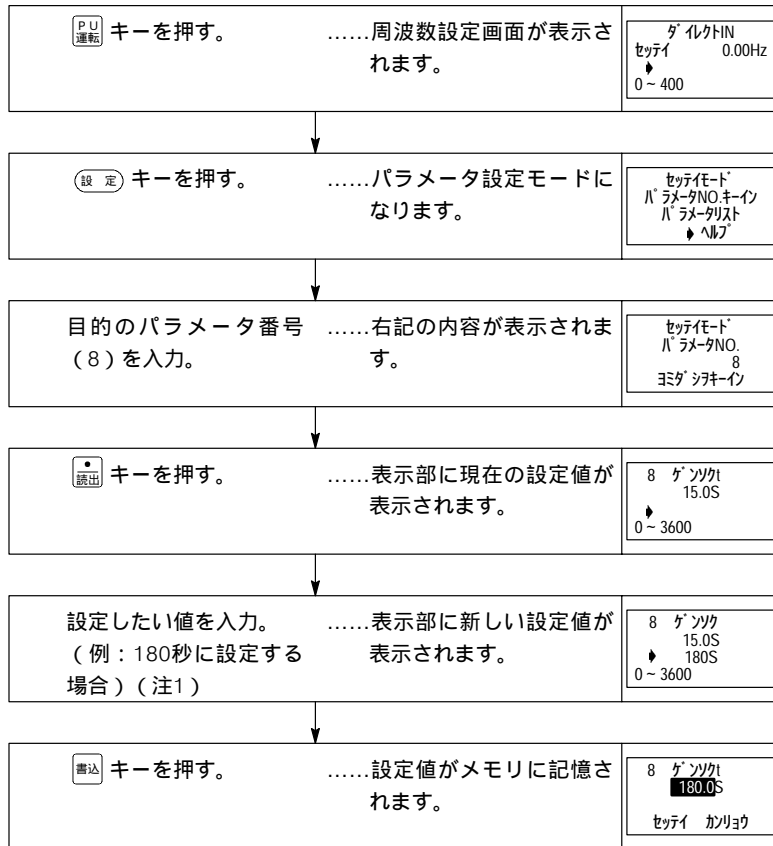 PU
運転 キーを押す。 ……周波数設定画面が表示さ
れます。
ﾀﾞｲﾚｸﾄIN
ｾｯﾃｲ 0.00Hz
0～400
設 定 キーを押す。 ……パラメータ設定モードに
なります。
ｾｯﾃｲﾓｰﾄﾞ
ﾊﾟﾗﾒｰﾀNO.ｷｰｲﾝ
ﾊﾟﾗﾒｰﾀﾘｽﾄ
ﾍﾙﾌﾟ
目的のパラメータ番号 ……右記の内容が表示されま
（8）を入力。 す。
ｾｯﾃｲﾓｰﾄﾞ
ﾊﾟﾗﾒｰﾀNO.
8
ﾖﾐﾀﾞｼｦｷｰｲﾝ
読出 キーを押す。 ……表示部に現在の設定値が
表示されます。
8 ｹﾞﾝｿｸt
15.0S
0～3600
設定したい値を入力。 ……表示部に新しい設定値が
（例：180秒に設定する 表示されます。
場合）（注1）
8 ｹﾞﾝｿｸ
15.0S
180S
0～3600
書込 キーを押す。 ……設定値がメモリに記憶さ
れます。
8 ｹﾞﾝｿｸt
180.0S
ｾｯﾃｲ ｶﾝﾘｮｳ